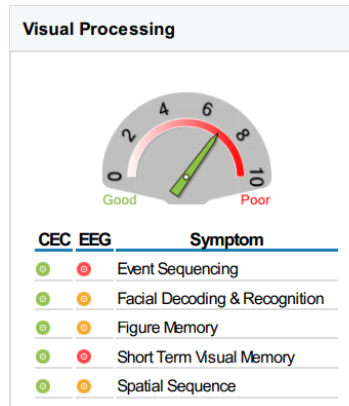 Visual Processing
0 2 4 6 8 10
Good Poor
CEC EEG Symptom
Event Sequencing
Facial Decoding & Recognition
Figure Memory
Short Term Visual Memory
Spatial Sequence